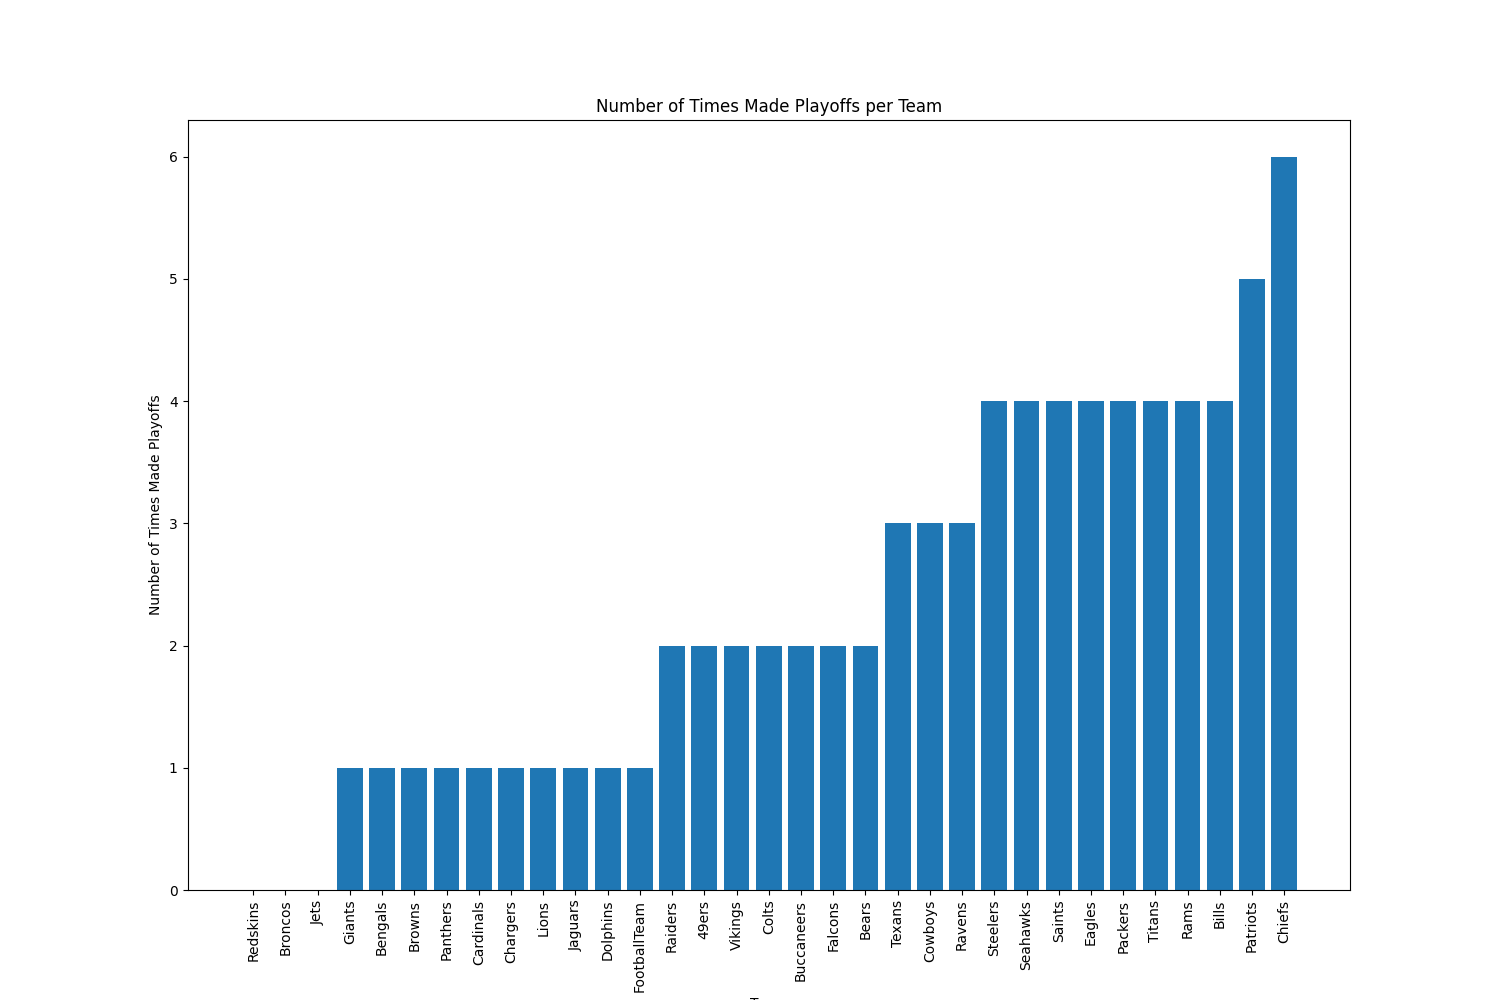 Number of Times Made Playoffs per Team
Number of Times Made Playoffs
6
5
4
3
2
1
0
Redskins
Broncos
Jets
Giants
Bengals
Browns
Panthers
Cardinals
Chargers
Lions
Jaguars
Dolphins
FootballTeam
Raiders
49ers
Vikings
Colts
Buccaneers
Falcons
Bears
Texans
Cowboys
Ravens
Steelers
Seahawks
Saints
Eagles
Packers
Titans
Rams
Bills
Patriots
Chiefs